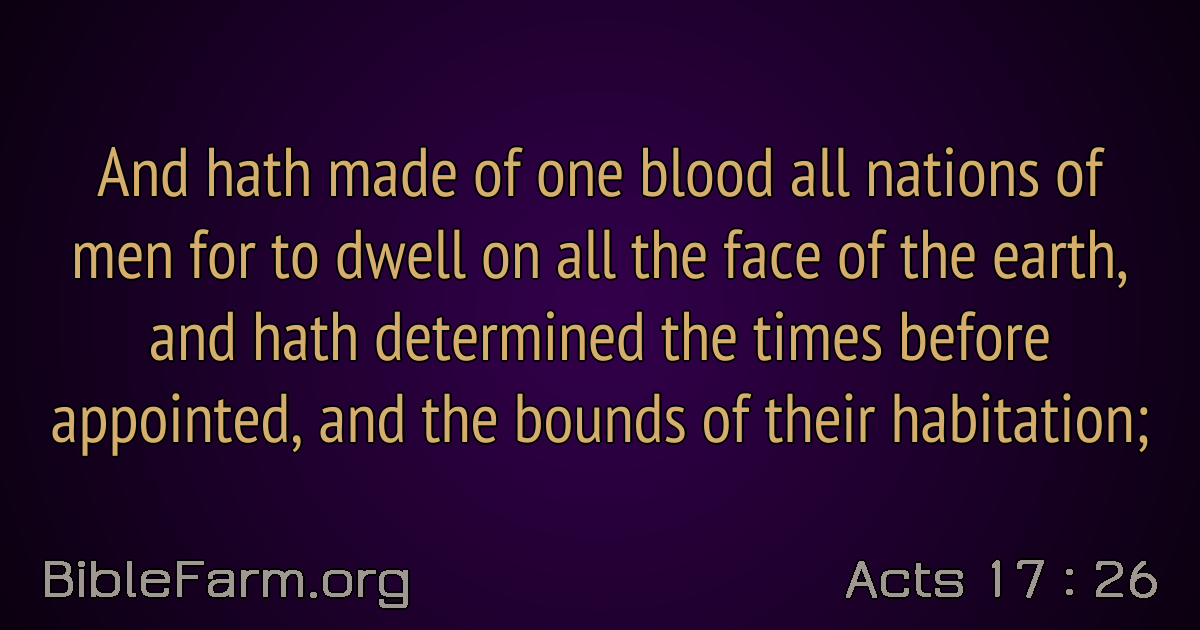 And hath made of one blood all nations of
men for to dwell on all the face of the earth,
and hath determined the times before
appointed, and the bounds of their habitation;
BibleFarm.org
Acts 17 : 26